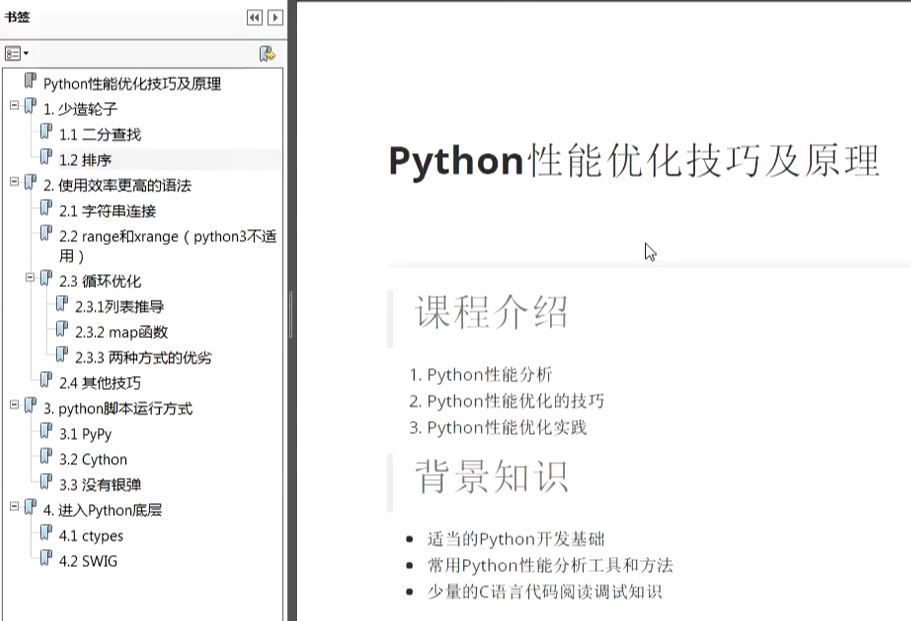 书签
Python性能优化技巧及原理
1. 少造轮子
1.1 二分查找
1.2 排序
2. 使用效率更高的语法
2.1 字符串连接
2.2 range和xrange（python3不适
用）
2.3 循环优化
2.3.1列表推导
2.3.2 map函数
2.3.3 两种方式的优劣
2.4 其他技巧
3. python脚本运行方式
3.1 PyPy
3.2 Cython
3.3 没有银弹
4. 进入Python底层
4.1 ctypes
4.2 SWIG
Python性能优化技巧及原理
课程介绍
1. Python性能分析
2. Python性能优化的技巧
3. Python性能优化实践
背景知识
• 适当的Python开发基础
• 常用Python性能分析工具和方法
• 少量的C语言代码阅读调试知识